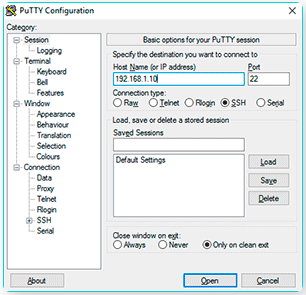 PuTTY Configuration
Category:
Session
Logging
Terminal
Keyboard
Bell
Features
Window
Appearance
Behaviour
Translation
Selection
Colours
Connection
Data
Proxy
Telnet
Rlogin
SSH
Serial
Basic options for your PuTTY session
Specify the destination you want to connect to
Host Name (or IP address) Port
192.168.1.10 22
Connection type:
Raw Telnet Rlogin SSH Serial
Load, save or delete a stored session
Saved Sessions
Default Settings
Load
Save
Delete
Close window on exit:
Always Never Only on clean exit
About Open Cancel